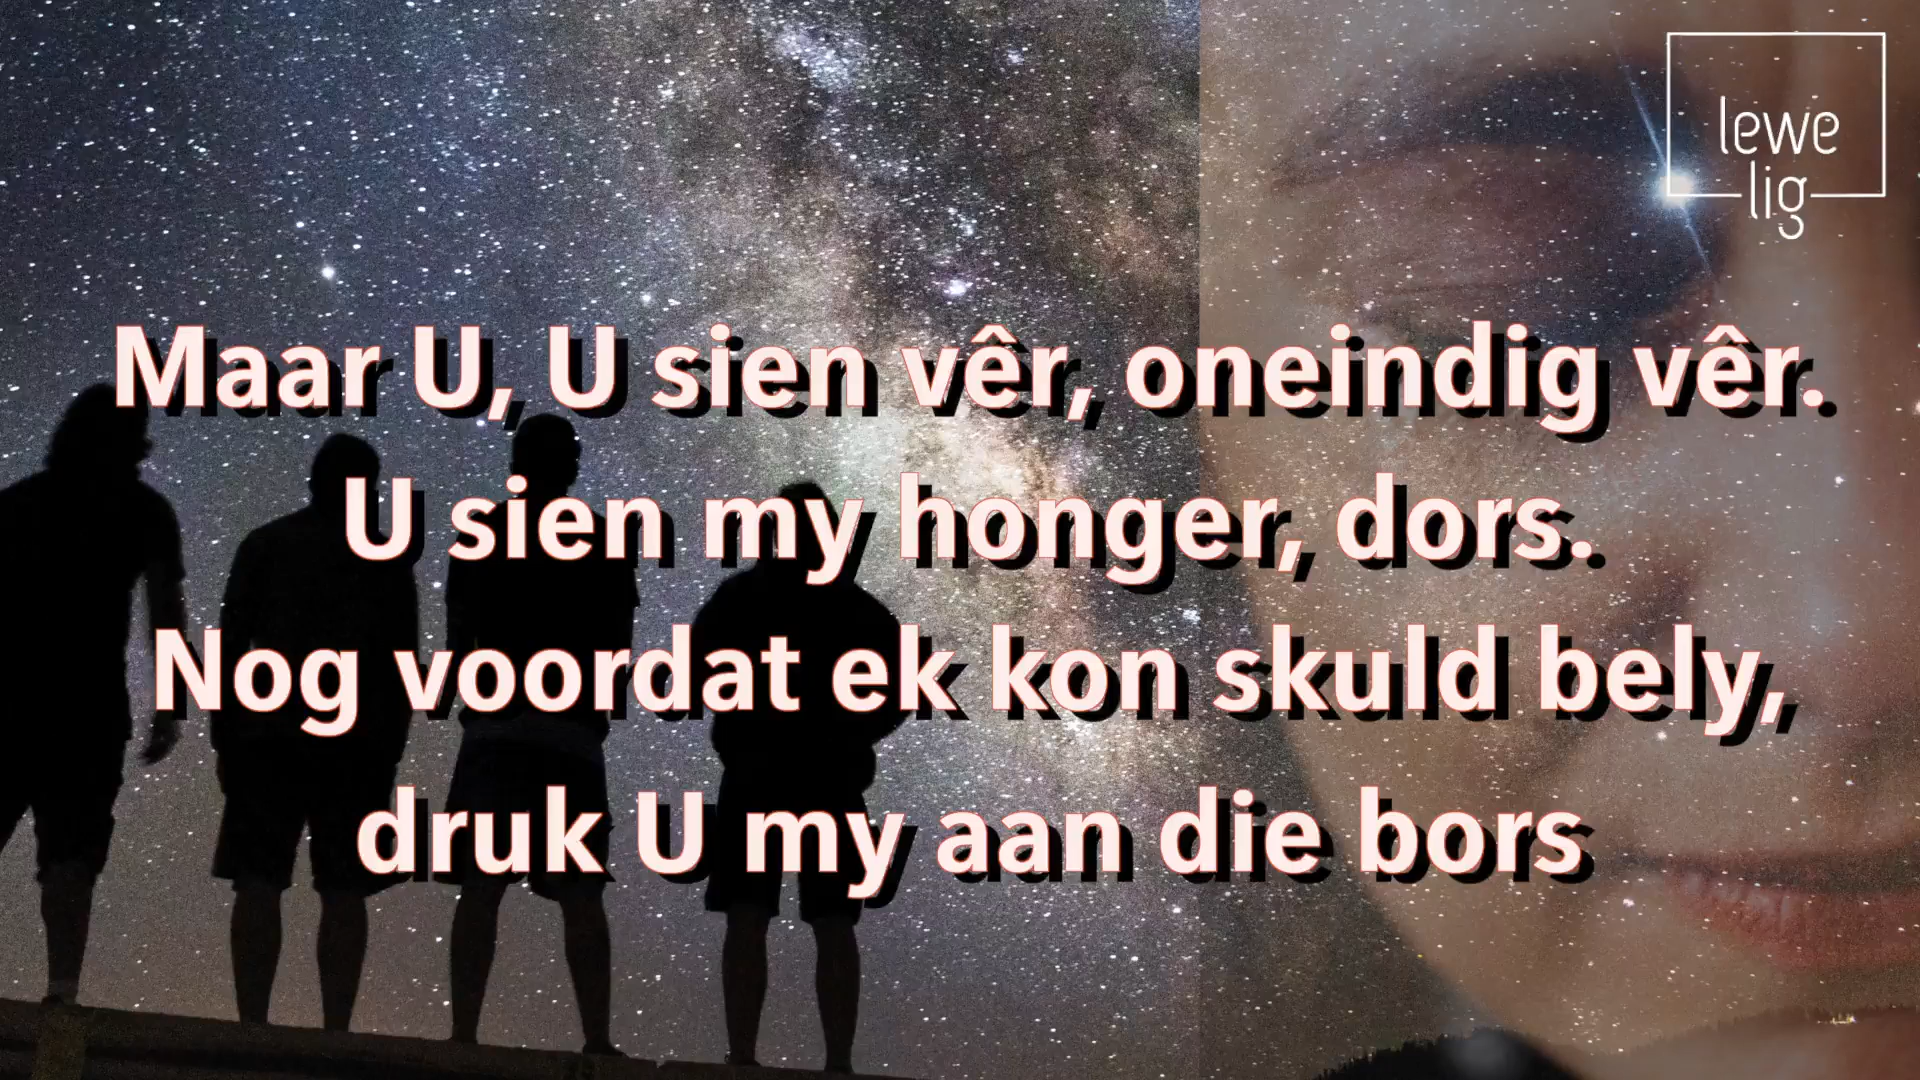 lewe
lig
Maar U, U sien vêr, oneindig vêr.
U sien my honger, dors.
Nog voordat ek kon skuld bely,
druk U my aan die bors